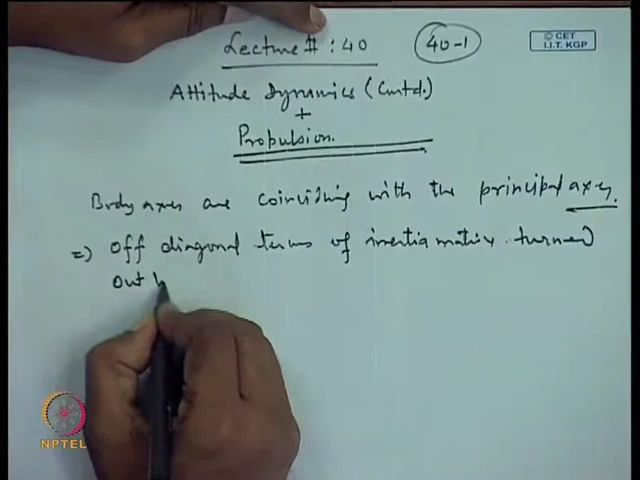 Lecture # : 40
40-1
© CET
I.I.T. KGP
Attitude Dynamics (Contd.)
+
Propulsion.
Body axes are coinciding with the principal axes.
=> Off diagonal terms of inertia matrix turned
out
NPTEL